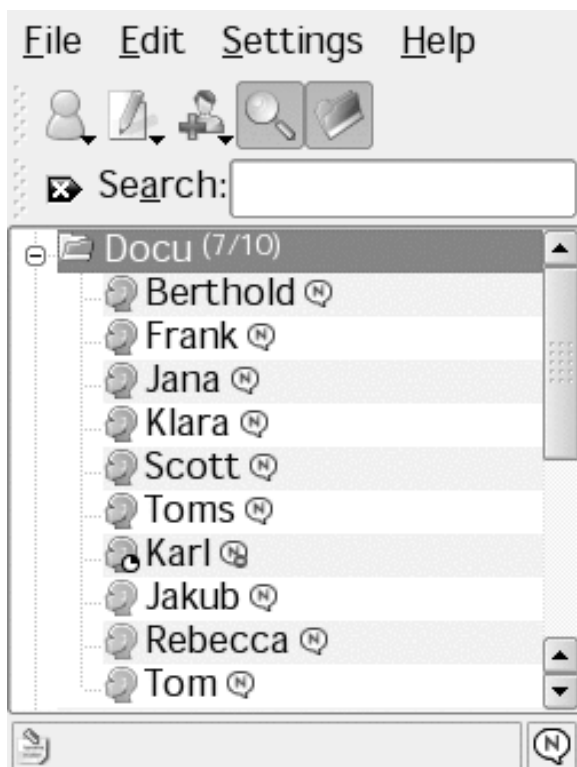 File Edit Settings Help
Search:
Docu (7/10)
Berthold N
Frank N
Jana N
Klara N
Scott N
Toms N
Karl N
Jakub N
Rebecca N
Tom N
N